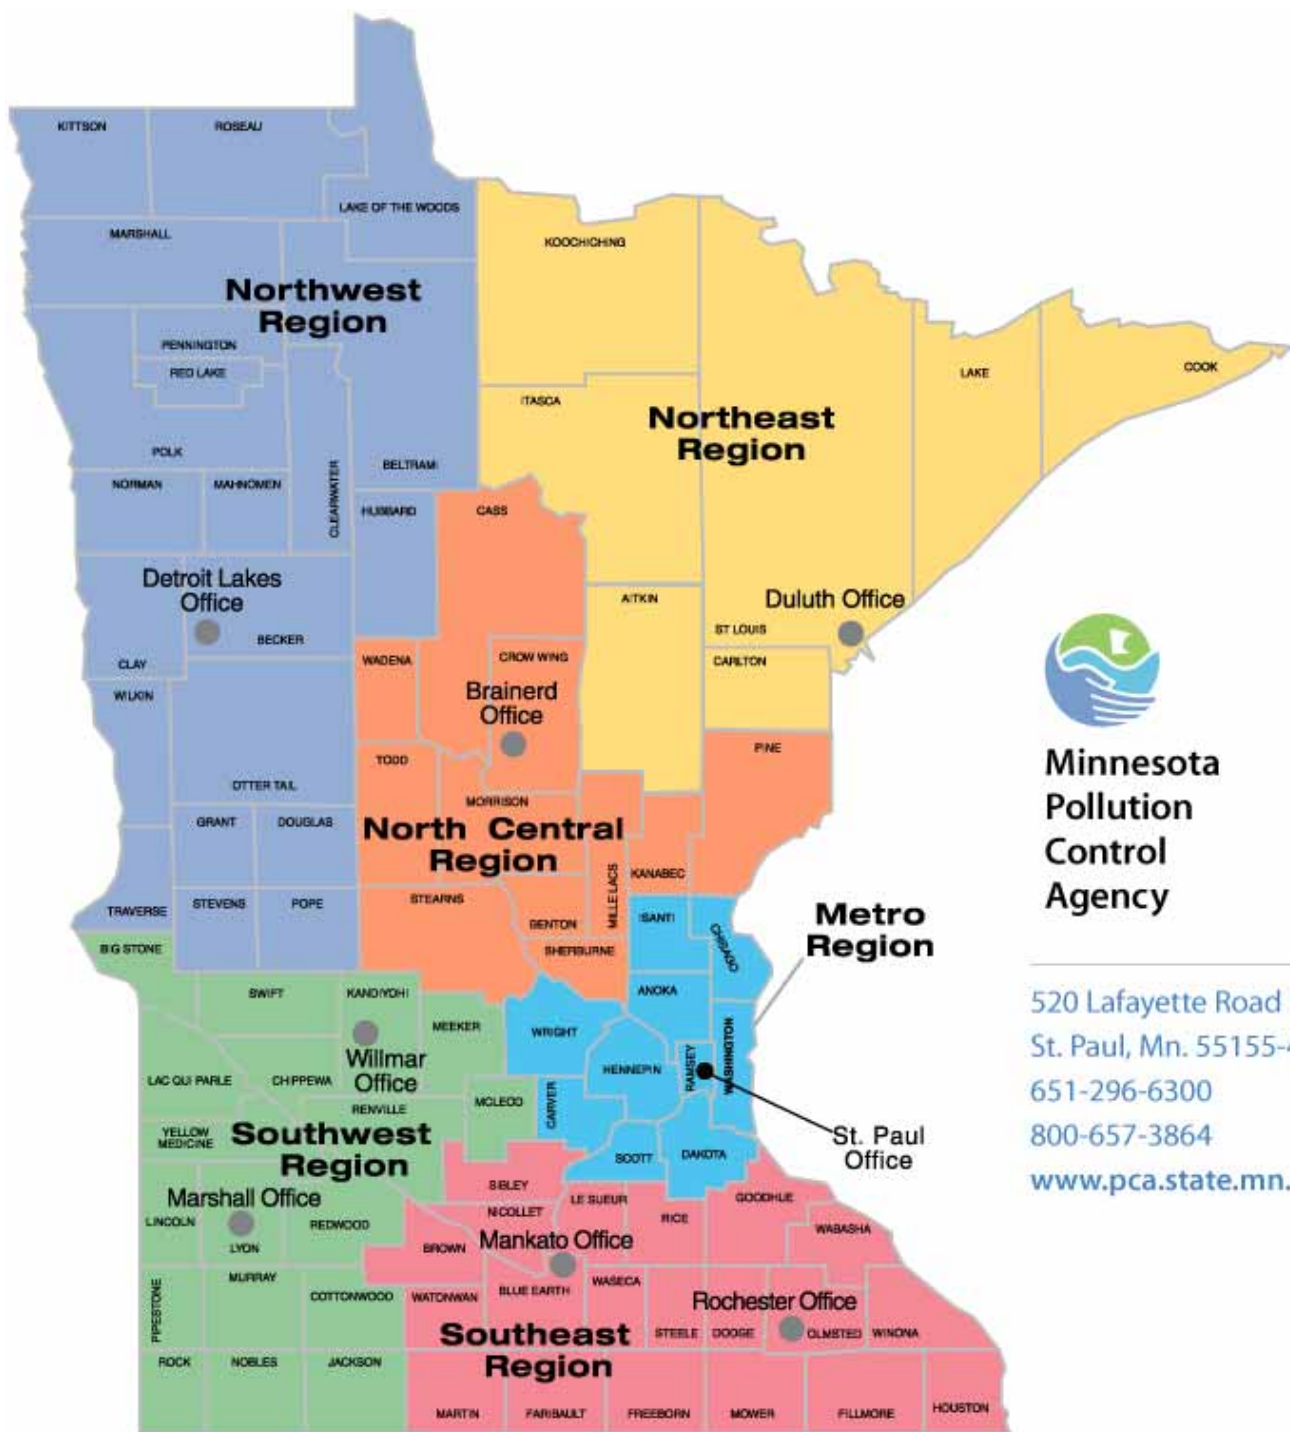 KITTSON
ROSEAU
LAKE OF THE WOODS
MARSHALL
KOOCHICHING
Northwest
Region
PENNINGTON
RED LAKE
LAKE
COOK
ITASCA
Northeast
Region
POLK
BELTRAMI
NORMAN
MAHNOMEN
CLEARWATER
HUBBARD
CASS
Detroit Lakes
Office
BECKER
CLAY
AITKIN
Duluth Office
ST LOUIS
CARLTON
WADENA
CROW WING
WILKIN
Brainerd
Office
PINE
TODD
OTTER TAIL
MORRISON
GRANT
DOUGLAS
North Central
Region
MILLE LACS
KANABEC
TRAVERSE
STEVENS
POPE
STEARNS
BENTON
ISANTI
CHISAGO
Metro
Region
BIG STONE
SHERBURNE
SWIFT
KANDIYOHI
ANOKA
MEEKER
WRIGHT
Willmar
Office
HENNEPIN
RAMSEY
WASHINGTON
LAC QUI PARLE
CHIPPEWA
RENVILLE
MCLEOD
CARVER
YELLOW
MEDICINE
Southwest
Region
SCOTT
DAKOTA
St. Paul
Office
SIBLEY
Marshall Office
LINCOLN
LYON
REDWOOD
NICOLLET
LE SUEUR
RICE
GOODHUE
WABASHA
BROWN
Mankato Office
PIPESTONE
MURRAY
COTTONWOOD
WATONWAN
BLUE EARTH
WASECA
Rochester Office
STEELE
DODGE
OLMSTED
WINONA
Southeast
Region
ROCK
NOBLES
JACKSON
MARTIN
FARIBAULT
FREEBORN
MOWER
FILLMORE
HOUSTON
Minnesota
Pollution
Control
Agency
520 Lafayette Road
St. Paul, Mn. 55155-
651-296-6300
800-657-3864
www.pca.state.mn.